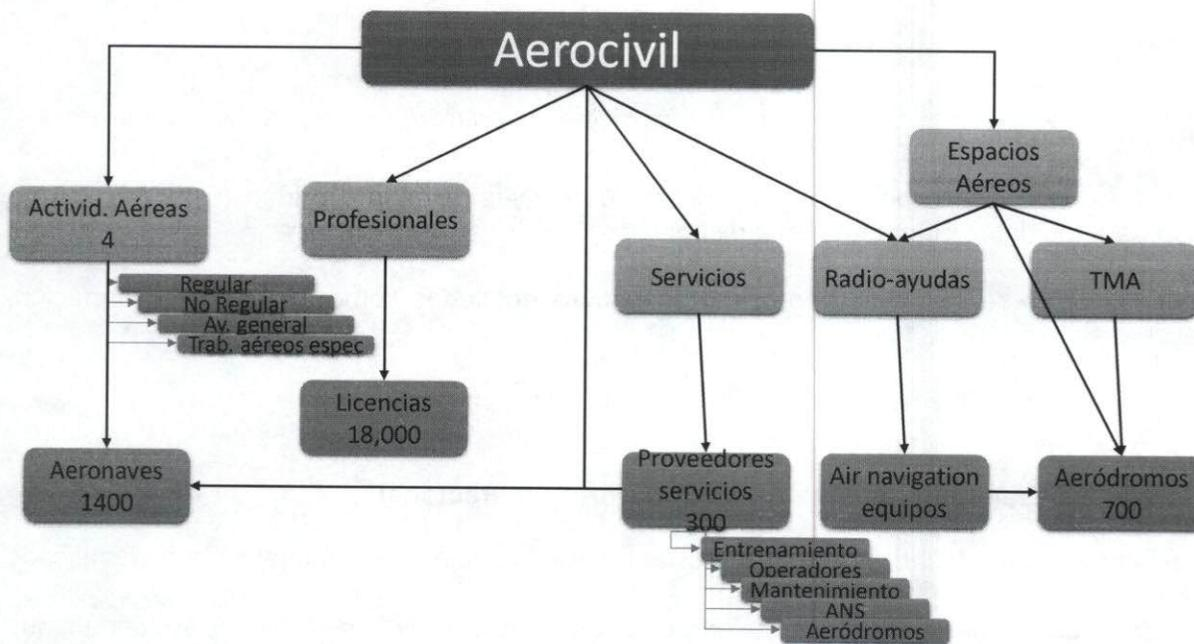 Aerocivil
Espacios
Aéreos
Activid. Aéreas
4
Profesionales
Servicios
Radio-ayudas
TMA
Regular
No Regular
Av. general
Trab. aéreos espec
Licencias
18,000
Aeronaves
1400
Proveedores
servicios
300
Air navigation
equipos
Aeródromos
700
Entrenamiento
Operadores
Mantenimiento
ANS
Aeródromos